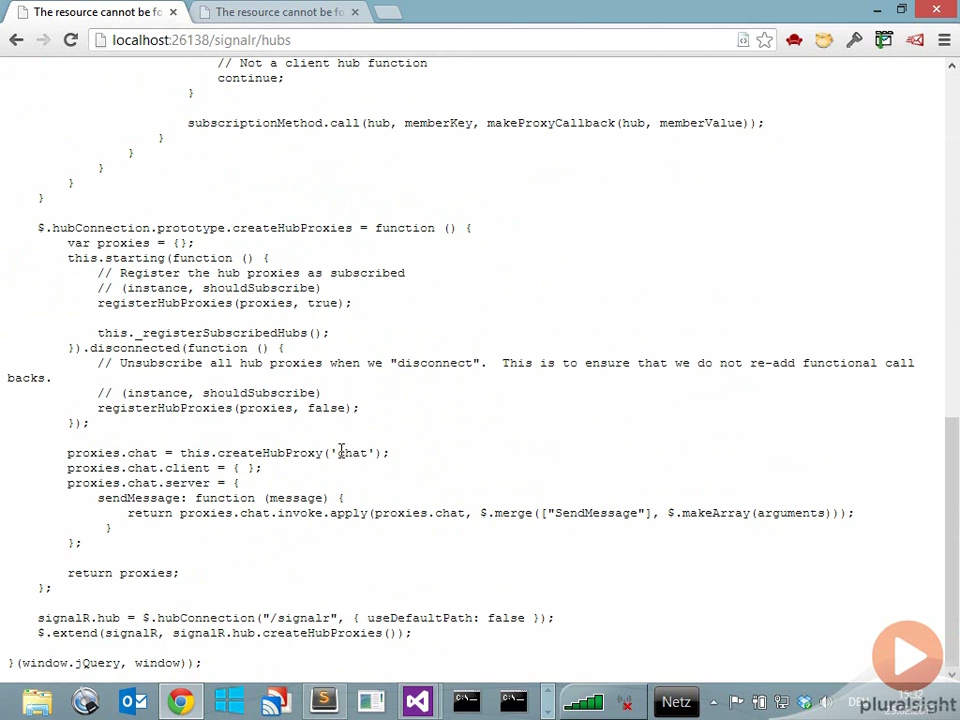 The resource cannot be fo
The resource cannot be fo
localhost:26138/signalr/hubs
// Not a client hub function
continue;
}
subscriptionMethod.call(hub, memberKey, makeProxyCallback(hub, memberValue));
}
}
}
}
}
$.hubConnection.prototype.createHubProxies = function () {
var proxies = {};
this.starting(function () {
// Register the hub proxies as subscribed
// (instance, shouldSubscribe)
registerHubProxies(proxies, true);
this._registerSubscribedHubs();
}).disconnected(function () {
// Unsubscribe all hub proxies when we "disconnect".  This is to ensure that we do not re-add functional call
backs.
// (instance, shouldSubscribe)
registerHubProxies(proxies, false);
});
proxies.chat = this.createHubProxy('chat');
proxies.chat.client = { };
proxies.chat.server = {
sendMessage: function (message) {
return proxies.chat.invoke.apply(proxies.chat, $.merge(["SendMessage"], $.makeArray(arguments)));
}
};
return proxies;
};
signalR.hub = $.hubConnection("/signalr", { useDefaultPath: false });
$.extend(signalR, signalR.hub.createHubProxies());
}(window.jQuery, window));
Netz
15:32
pluralsight